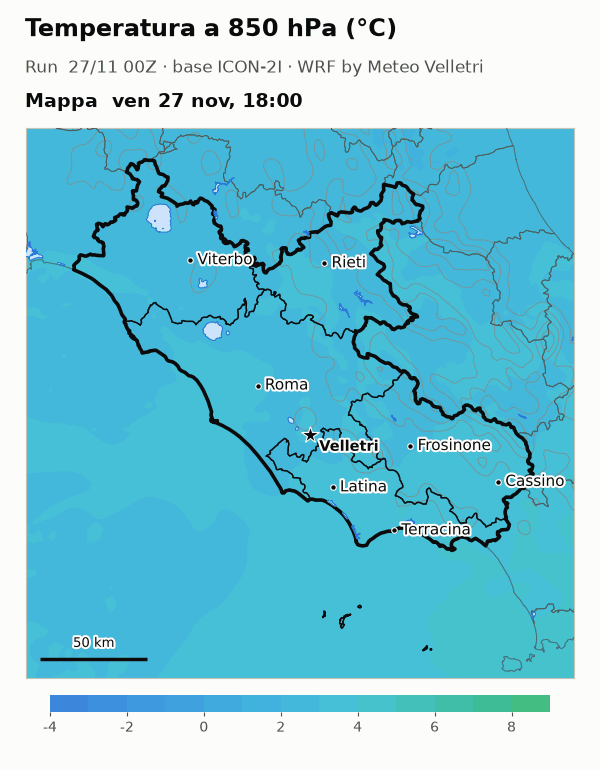 Temperatura a 850 hPa (°C)
Run  27/11 00Z · base ICON-2I · WRF by Meteo Velletri
Mappa  ven 27 nov, 18:00
Viterbo
Rieti
Roma
Velletri
Frosinone
Cassino
Latina
Terracina
50 km
-4 -2 0 2 4 6 8